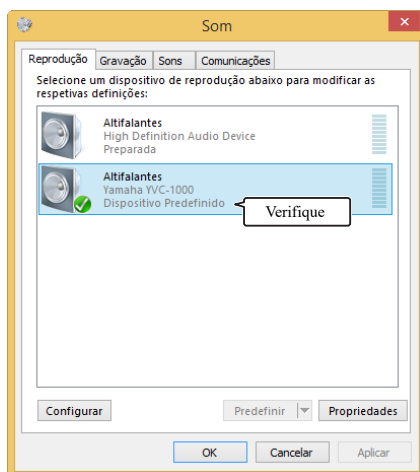 Som
Reprodução Gravação Sons Comunicações
Selecione um dispositivo de reprodução abaixo para modificar as
respetivas definições:
Altifalantes
High Definition Audio Device
Preparada
Altifalantes
Yamaha YVC-1000
Dispositivo Predefinido
Verifique
Configurar Predefinir Propriedades
OK Cancelar Aplicar